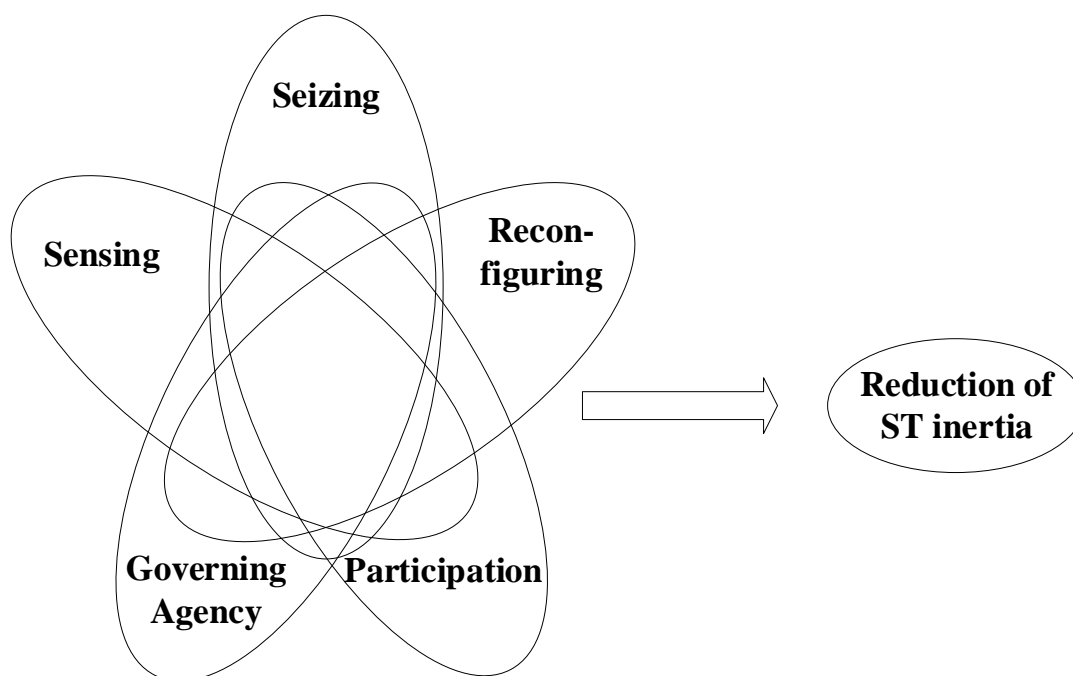 Seizing
Sensing
Recon-
figuring
Governing
Agency
Participation
Reduction of
ST inertia